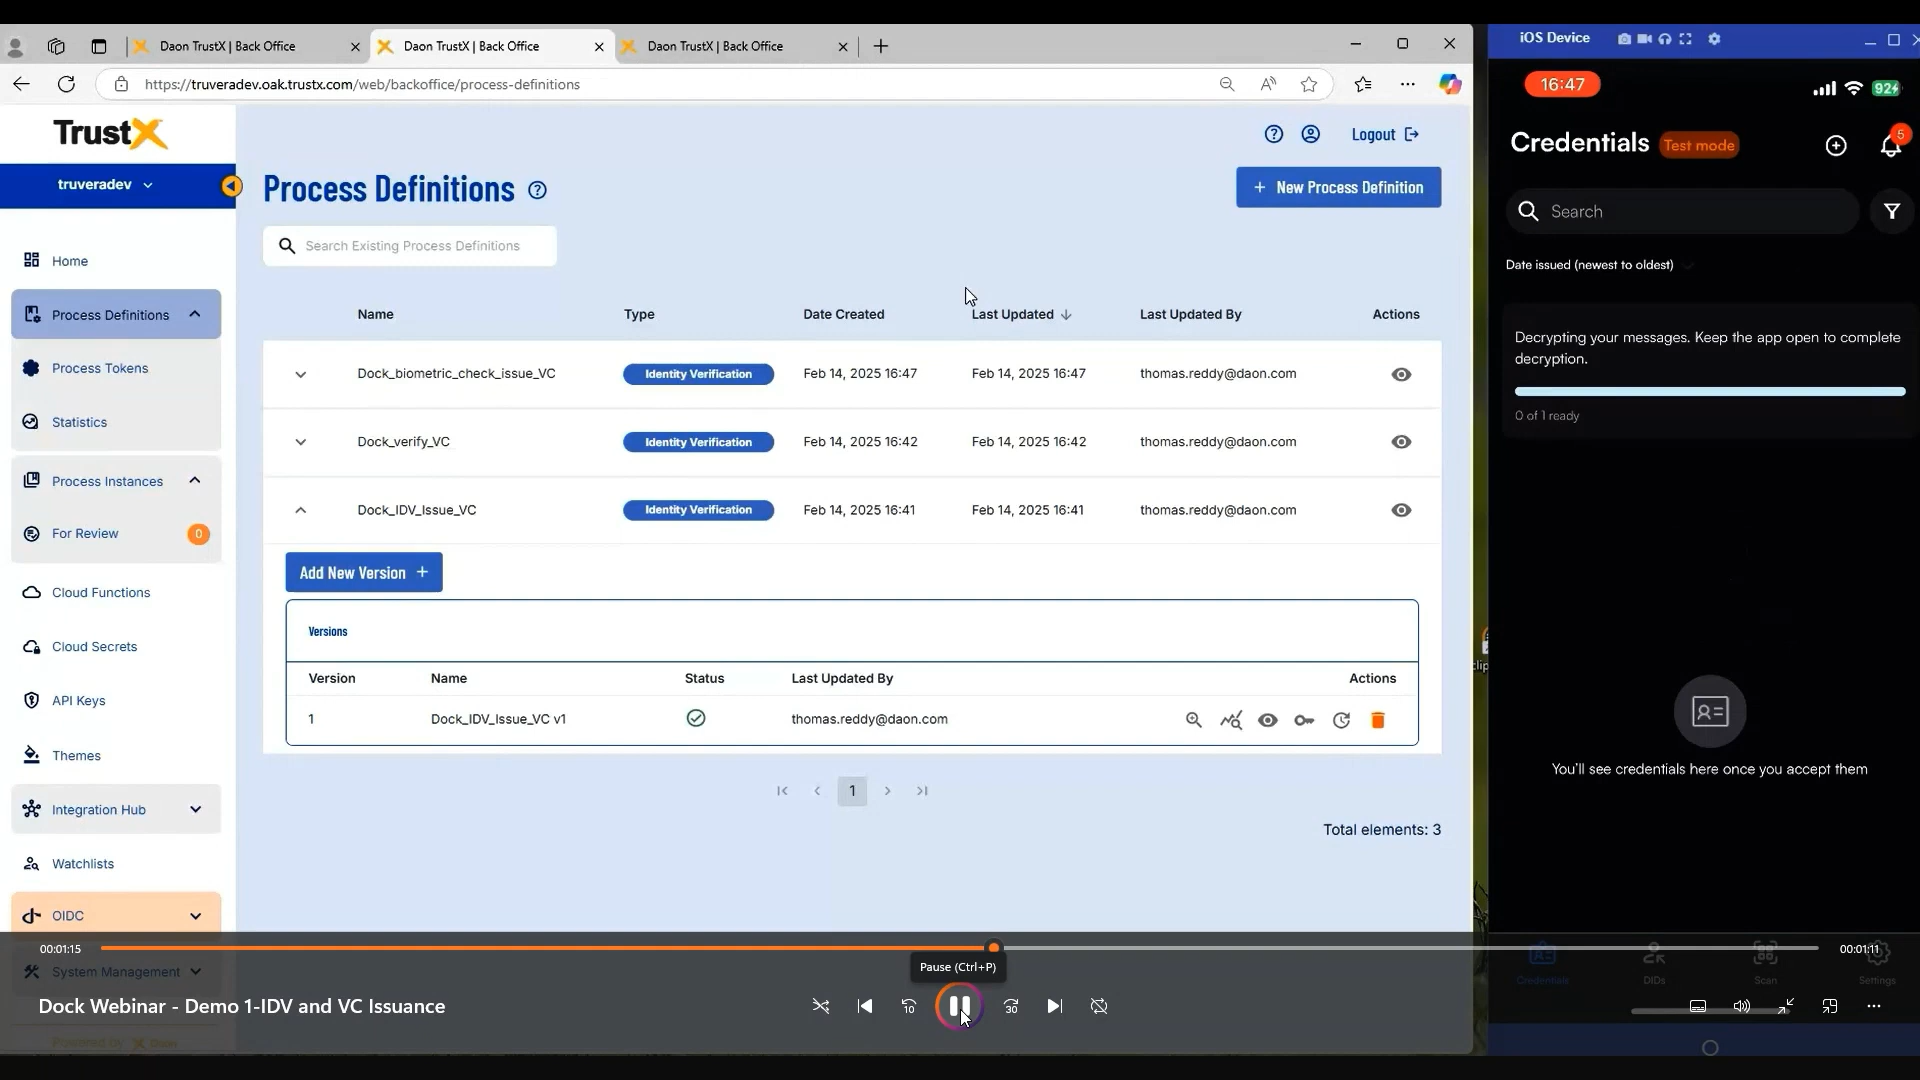 Daon TrustX | Back Office
Daon TrustX | Back Office
Daon TrustX | Back Office
https://truveradev.oak.trustx.com/web/backoffice/process-definitions
TrustX
truveradev
Home
Process Definitions
Process Tokens
Statistics
Process Instances
For Review 0
Cloud Functions
Cloud Secrets
API Keys
Themes
Integration Hub
Watchlists
OIDC
System Management
Powered by
Logout
Process Definitions
+ New Process Definition
Search Existing Process Definitions
Name Type Date Created Last Updated Last Updated By Actions
Dock_biometric_check_issue_VC Identity Verification Feb 14, 2025 16:47 Feb 14, 2025 16:47 thomas.reddy@daon.com
Dock_verify_VC Identity Verification Feb 14, 2025 16:42 Feb 14, 2025 16:42 thomas.reddy@daon.com
Dock_IDV_Issue_VC Identity Verification Feb 14, 2025 16:41 Feb 14, 2025 16:41 thomas.reddy@daon.com
Add New Version +
Versions
Version Name Status Last Updated By Actions
1 Dock_IDV_Issue_VC v1 thomas.reddy@daon.com
1
Total elements: 3
iOS Device
16:47
92
Credentials Test mode
5
Search
Date issued (newest to oldest)
Decrypting your messages. Keep the app open to complete
decryption.
0 of 1 ready
You'll see credentials here once you accept them
Credentials DIDs Scan Settings
00:01:15
00:01:11
Pause (Ctrl+P)
Dock Webinar - Demo 1-IDV and VC Issuance
10
30